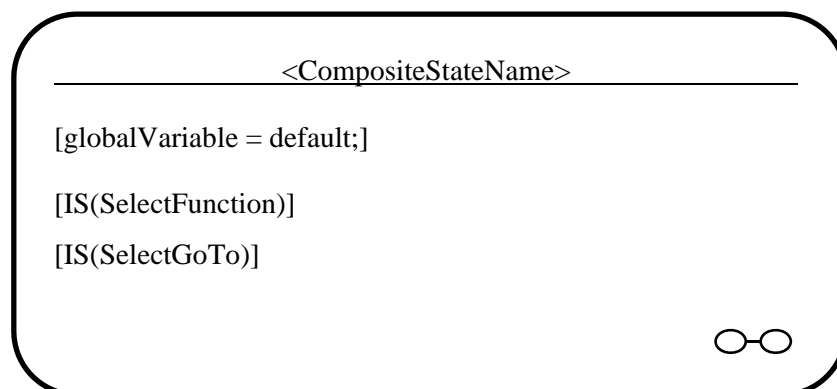 <CompositeStateName>
[globalVariable = default;]
[IS(SelectFunction)]
[IS(SelectGoTo)]